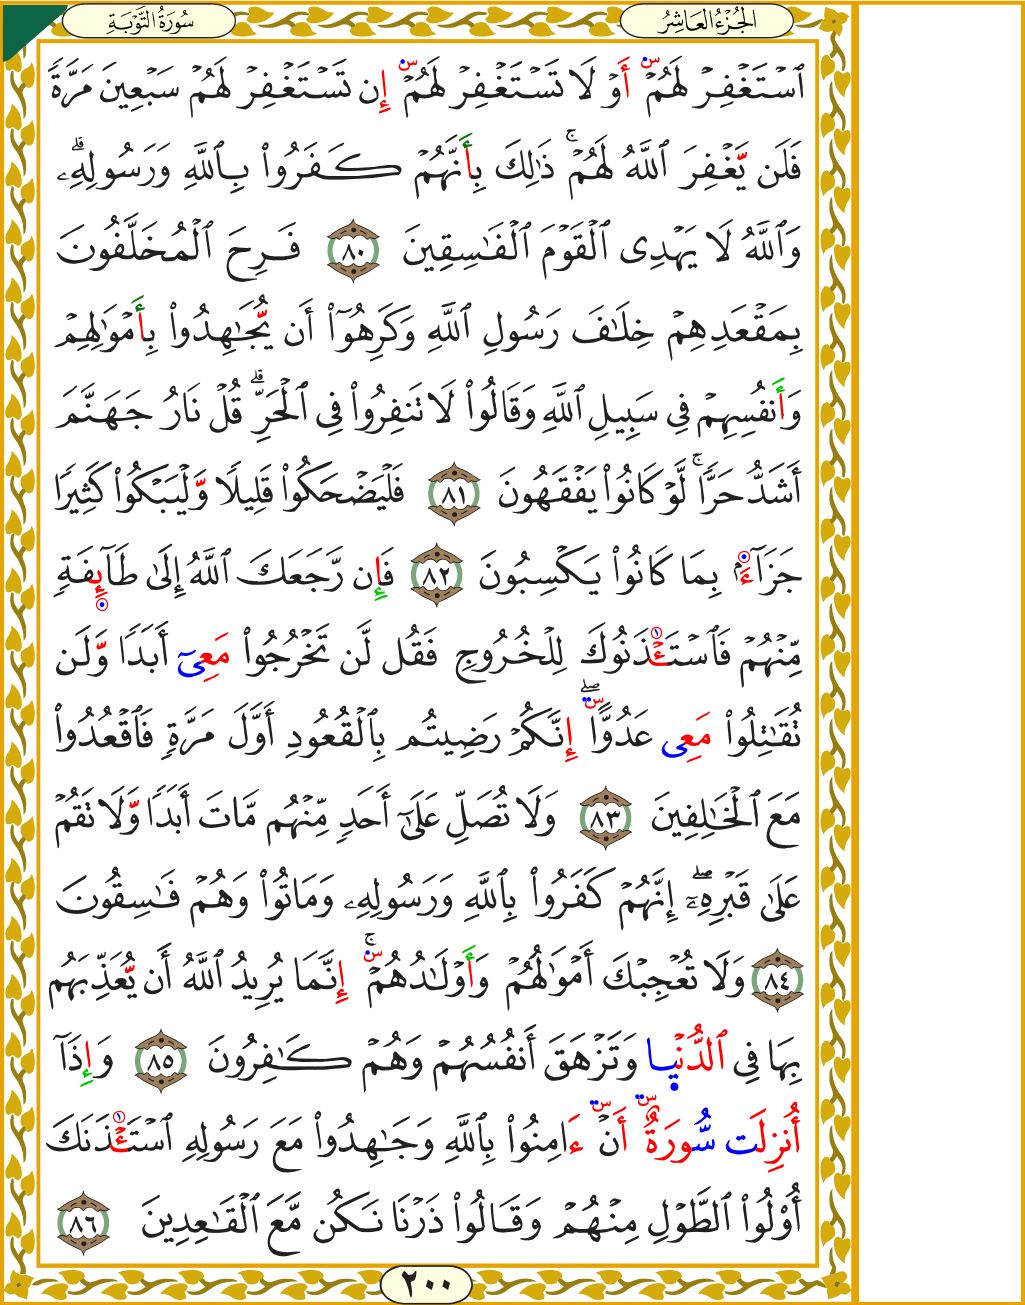 الجُزْءُ العَاشِرُ
سُورَةُ التَّوْبَةِ
ٱسْتَغْفِرْ لَهُمْ أَوْ لَا تَسْتَغْفِرْ لَهُمْ إِن تَسْتَغْفِرْ لَهُمْ سَبْعِينَ مَرَّةً
فَلَن يَّغْفِرَ ٱللَّهُ لَهُمْ ۚ ذَٰلِكَ بِأَنَّهُمْ كَفَرُوا۟ بِٱللَّهِ وَرَسُولِهِۦ ۗ
وَٱللَّهُ لَا يَهْدِى ٱلْقَوْمَ ٱلْفَـٰسِقِينَ ٨٠ فَرِحَ ٱلْمُخَلَّفُونَ
بِمَقْعَدِهِمْ خِلَـٰفَ رَسُولِ ٱللَّهِ وَكَرِهُوٓا۟ أَن يُّجَـٰهِدُوا۟ بِأَمْوَٰلِهِمْ
وَأَنفُسِهِمْ فِى سَبِيلِ ٱللَّهِ وَقَالُوا۟ لَا تَنفِرُوا۟ فِى ٱلْحَرِّ ۗ قُلْ نَارُ جَهَنَّمَ
أَشَدُّ حَرًّا ۚ لَّوْ كَانُوا۟ يَفْقَهُونَ ٨١ فَلْيَضْحَكُوا۟ قَلِيلًا وَّلْيَبْكُوا۟ كَثِيرًا
جَزَآءًۢ بِمَا كَانُوا۟ يَكْسِبُونَ ٨٢ فَإِن رَّجَعَكَ ٱللَّهُ إِلَىٰ طَآئِفَةٍ
مِّنْهُمْ فَٱسْتَـْٔذَنُوكَ لِلْخُرُوجِ فَقُل لَّن تَخْرُجُوا۟ مَعِىَ أَبَدًا وَّلَن
تُقَـٰتِلُوا۟ مَعِى عَدُوًّا ۖ إِنَّكُمْ رَضِيتُم بِٱلْقُعُودِ أَوَّلَ مَرَّةٍ فَٱقْعُدُوا۟
مَعَ ٱلْخَـٰلِفِينَ ٨٣ وَلَا تُصَلِّ عَلَىٰٓ أَحَدٍ مِّنْهُم مَّاتَ أَبَدًا وَّلَا تَقُمْ
عَلَىٰ قَبْرِهِۦٓ ۖ إِنَّهُمْ كَفَرُوا۟ بِٱللَّهِ وَرَسُولِهِۦ وَمَاتُوا۟ وَهُمْ فَـٰسِقُونَ
٨٤ وَلَا تُعْجِبْكَ أَمْوَٰلُهُمْ وَأَوْلَـٰدُهُمْ ۚ إِنَّمَا يُرِيدُ ٱللَّهُ أَن يُّعَذِّبَهُم
بِهَا فِى ٱلدُّنْيَا وَتَزْهَقَ أَنفُسُهُمْ وَهُمْ كَـٰفِرُونَ ٨٥ وَإِذَآ
أُنزِلَت سُّورَةٌ أَنْ ءَامِنُوا۟ بِٱللَّهِ وَجَـٰهِدُوا۟ مَعَ رَسُولِهِ ٱسْتَـْٔذَنَكَ
أُو۟لُوا۟ ٱلطَّوْلِ مِنْهُمْ وَقَالُوا۟ ذَرْنَا نَكُن مَّعَ ٱلْقَـٰعِدِينَ ٨٦
٢٠٠